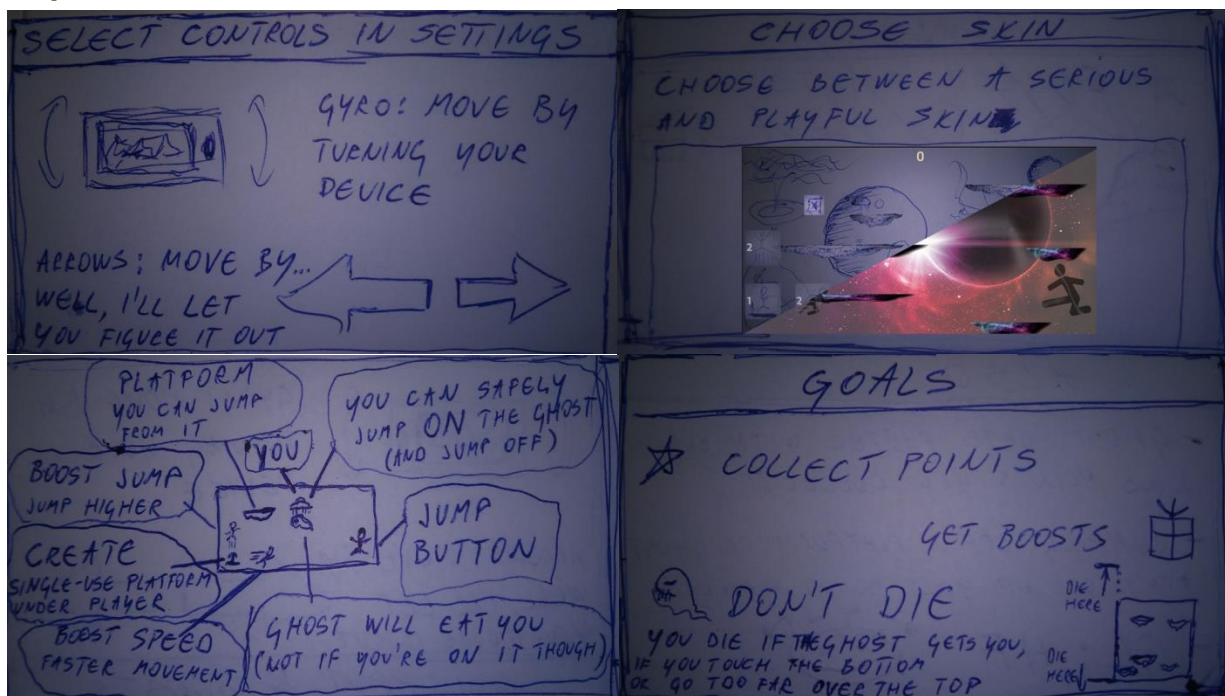 SELECT CONTROLS IN SETTINGS
GYRO: MOVE BY
TURNING YOUR
DEVICE
ARROWS: MOVE BY...
WELL, I'LL LET
YOU FIGURE IT OUT
CHOOSE SKIN
CHOOSE BETWEEN A SERIOUS
AND PLAYFUL SKIN
0
2
1
2
PLATFORM
YOU CAN JUMP
FROM IT
YOU
YOU CAN SAFELY
JUMP ON THE GHOST
(AND JUMP OFF)
BOOST JUMP
JUMP HIGHER
JUMP
BUTTON
CREATE
SINGLE-USE PLATFORM
UNDER PLAYER
BOOST SPEED
FASTER MOVEMENT
GHOST WILL EAT YOU
(NOT IF YOU'RE ON IT THOUGH)
GOALS
COLLECT POINTS
GET BOOSTS
DON'T DIE
YOU DIE IF THE GHOST GETS YOU,
IF YOU TOUCH THE BOTTOM
OR GO TOO FAR OVER THE TOP
DIE
HERE
DIE
HERE